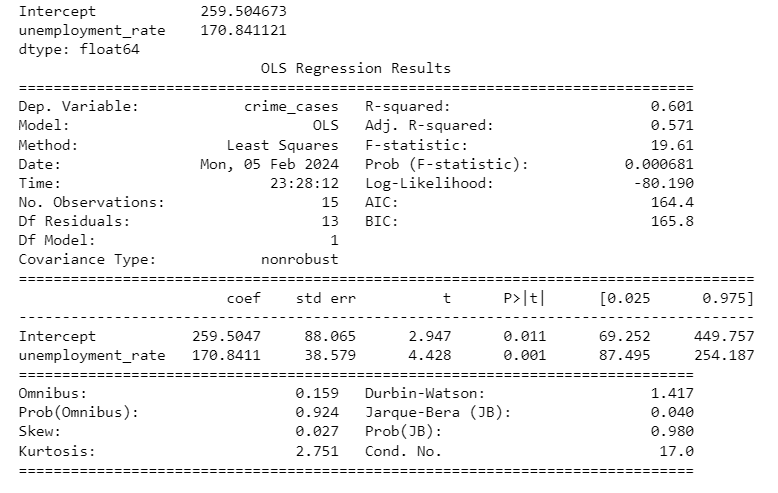 Intercept 259.504673
unemployment_rate 170.841121
dtype: float64
OLS Regression Results
==============================================================================
Dep. Variable: crime_cases R-squared: 0.601
Model: OLS Adj. R-squared: 0.571
Method: Least Squares F-statistic: 19.61
Date: Mon, 05 Feb 2024 Prob (F-statistic): 0.000681
Time: 23:28:12 Log-Likelihood: -80.190
No. Observations: 15 AIC: 164.4
Df Residuals: 13 BIC: 165.8
Df Model: 1
Covariance Type: nonrobust
=====================================================================================
coef std err t P>|t| [0.025 0.975]
-------------------------------------------------------------------------------------
Intercept 259.5047 88.065 2.947 0.011 69.252 449.757
unemployment_rate 170.8411 38.579 4.428 0.001 87.495 254.187
==============================================================================
Omnibus: 0.159 Durbin-Watson: 1.417
Prob(Omnibus): 0.924 Jarque-Bera (JB): 0.040
Skew: 0.027 Prob(JB): 0.980
Kurtosis: 2.751 Cond. No. 17.0
==============================================================================